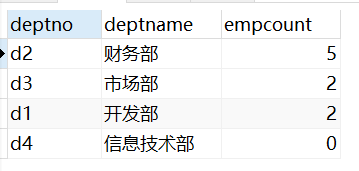 deptno deptname empcount
d2 财务部 5
d3 市场部 2
d1 开发部 2
d4 信息技术部 0